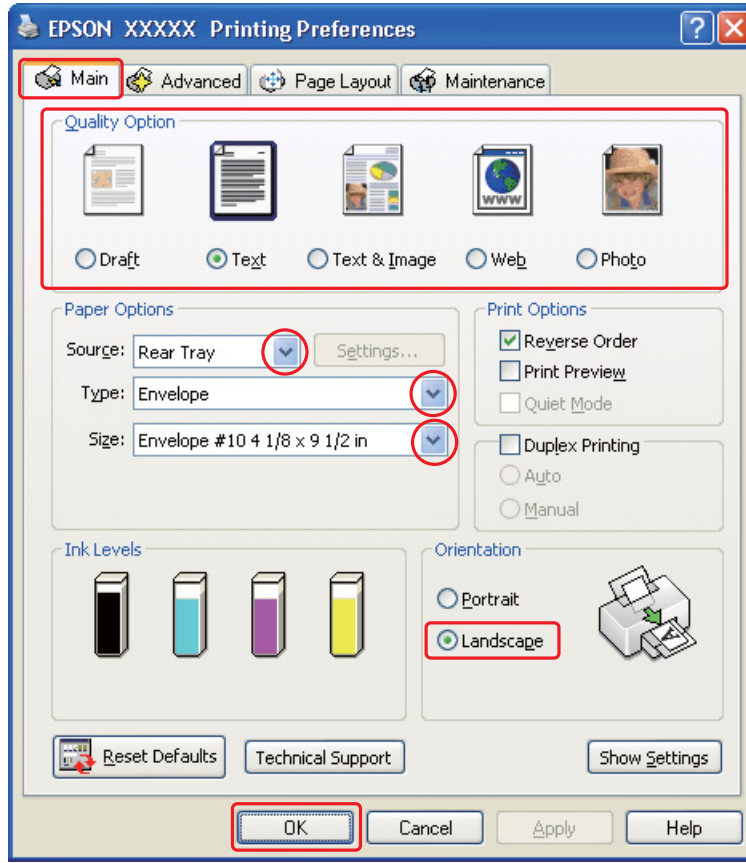 EPSON XXXXX Printing Preferences
Main Advanced Page Layout Maintenance
Quality Option
WWW
Draft Text Text & Image Web Photo
Paper Options
Source: Rear Tray Settings...
Type: Envelope
Size: Envelope #10 4 1/8 x 9 1/2 in
Print Options
Reverse Order
Print Preview
Quiet Mode
Duplex Printing
Auto
Manual
Ink Levels
Orientation
Portrait
Landscape
A
Reset Defaults Technical Support Show Settings
OK Cancel Apply Help